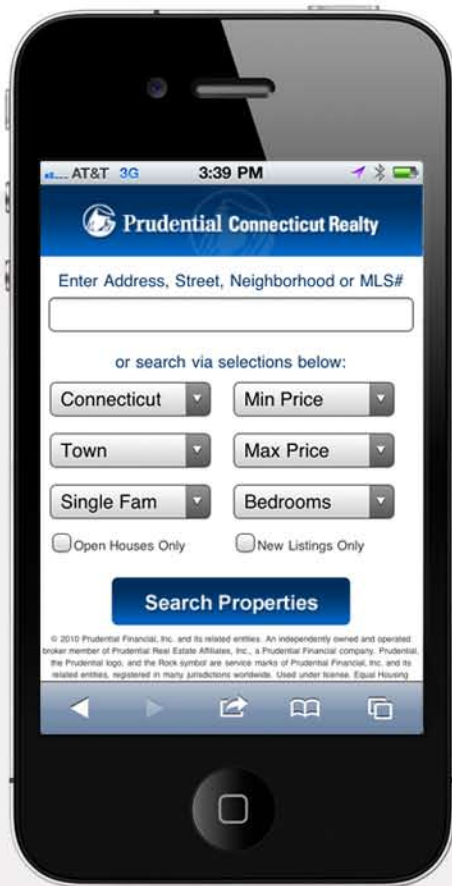 AT&T 3G 3:39 PM
Prudential Connecticut Realty
Enter Address, Street, Neighborhood or MLS#
or search via selections below:
Connecticut Min Price
Town Max Price
Single Fam Bedrooms
Open Houses Only New Listings Only
Search Properties
© 2010 Prudential Financial, Inc. and its related entities. An independently owned and operated
broker member of Prudential Real Estate Affiliates, Inc., a Prudential Financial company. Prudential,
the Prudential logo, and the Rock symbol are service marks of Prudential Financial, Inc. and its
related entities, registered in many jurisdictions worldwide. Used under license. Equal Housing